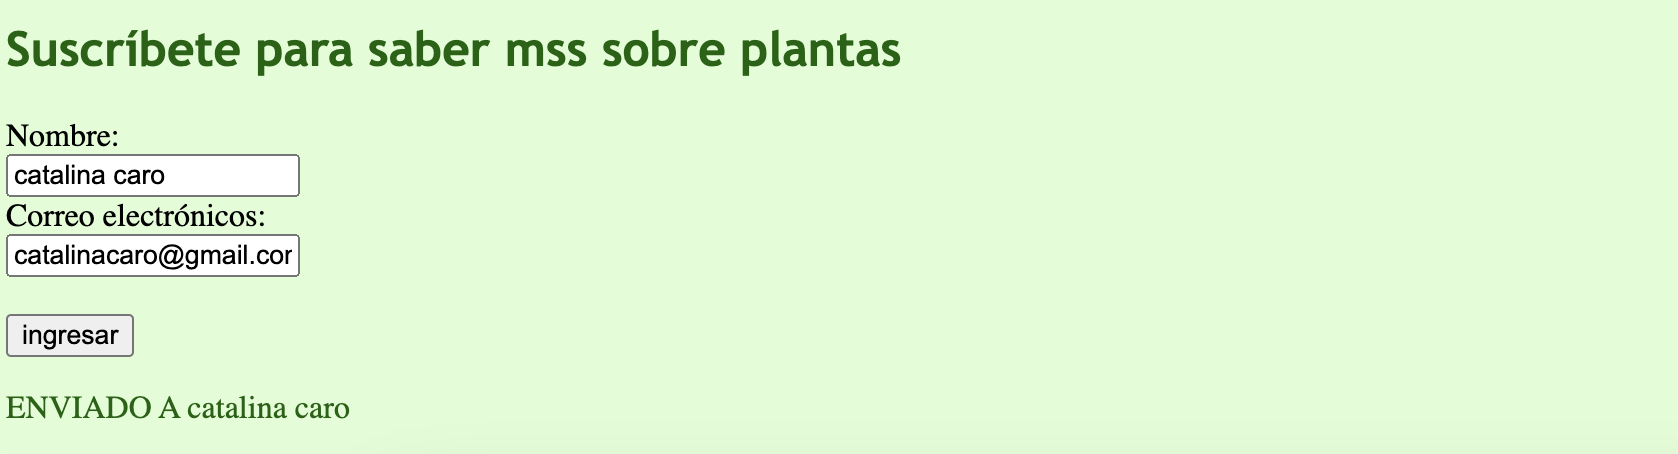 Suscríbete para saber mss sobre plantas
Nombre:
catalina caro
Correo electrónicos:
catalinacaro@gmail.cor
ingresar
ENVIADO A catalina caro